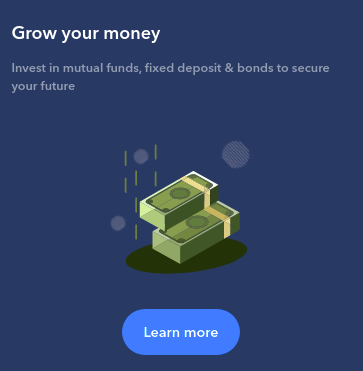 Grow your money
Invest in mutual funds, fixed deposit & bonds to secure
your future
Learn more